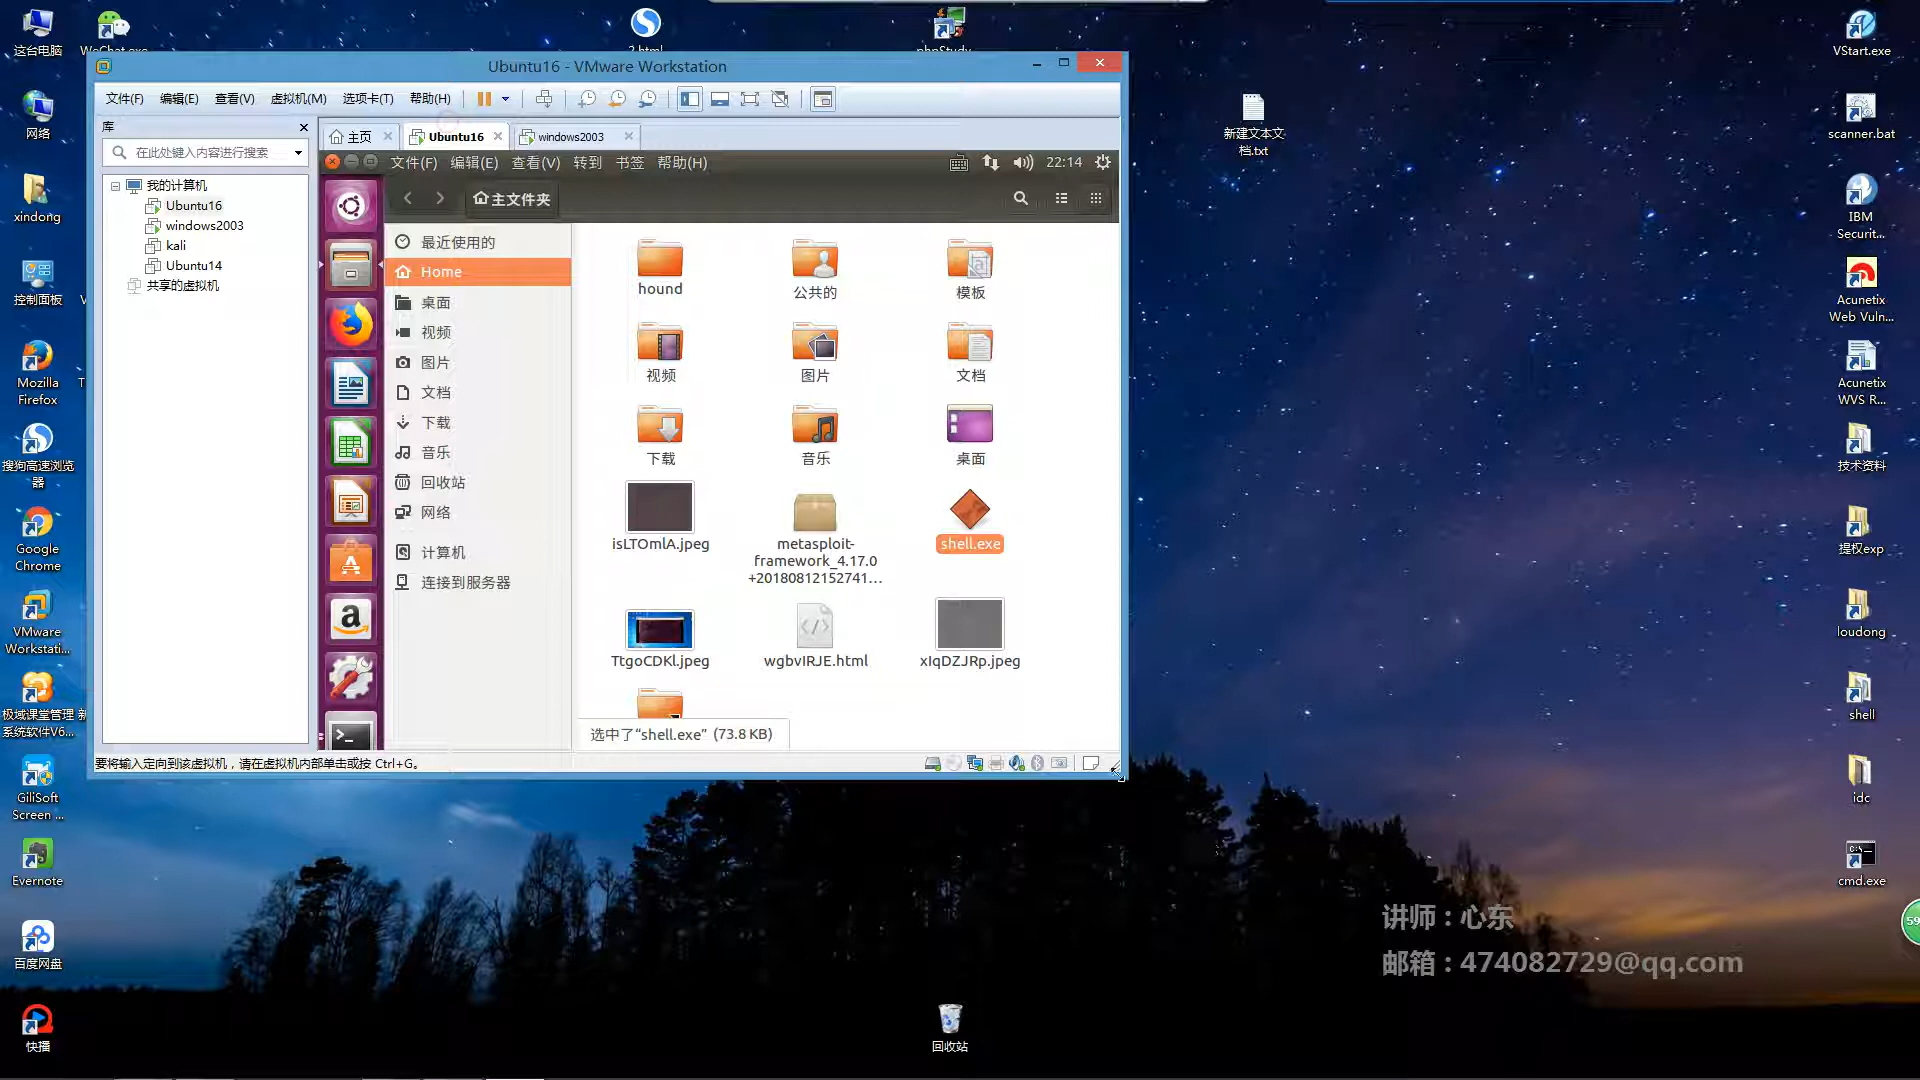 这台电脑
WeChat.exe
2.html
phpStudy
VStart.exe
Ubuntu16 - VMware Workstation
文件(F)
编辑(E)
查看(V)
虚拟机(M)
选项卡(T)
帮助(H)
库
主页
Ubuntu16
windows2003
在此处键入内容进行搜索
我的计算机
Ubuntu16
windows2003
kali
Ubuntu14
共享的虚拟机
文件(F)
编辑(E)
查看(V)
转到
书签
帮助(H)
22:14
主文件夹
最近使用的
Home
桌面
视频
图片
文档
下载
音乐
回收站
网络
计算机
连接到服务器
hound
公共的
模板
视频
图片
文档
下载
音乐
桌面
isLTOmlA.jpeg
metasploit-
framework_4.17.0
+20180812152741...
shell.exe
TtgoCDKl.jpeg
wgbvIRJE.html
xIqDZJRp.jpeg
选中了“shell.exe” (73.8 KB)
要将输入定向到该虚拟机，请在虚拟机内部单击或按 Ctrl+G。
网络
xindong
控制面板
Mozilla
Firefox
搜狗高速浏览
器
Google
Chrome
VMware
Workstati...
极域课堂管理
系统软件V6...
新
GiliSoft
Screen ...
Evernote
百度网盘
快播
新建文本文
档.txt
scanner.bat
IBM
Securit...
Acunetix
Web Vuln...
Acunetix
WVS R...
技术资料
提权exp
loudong
shell
idc
cmd.exe
59
讲师：心东
邮箱：474082729@qq.com
回收站